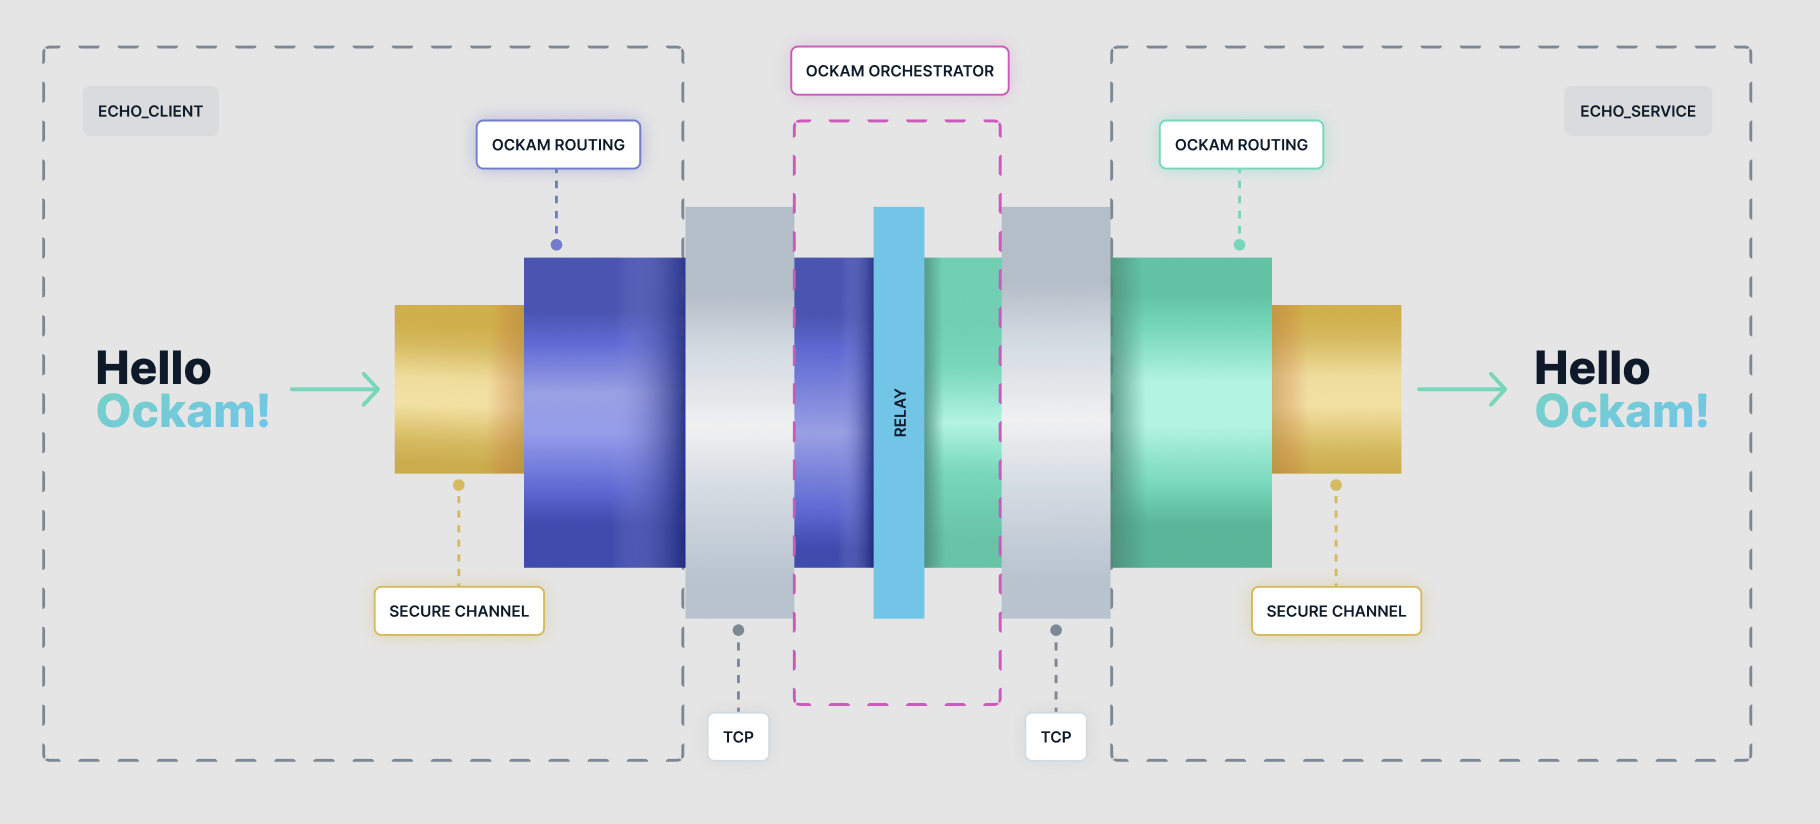 OCKAM ORCHESTRATOR
ECHO_CLIENT
ECHO_SERVICE
OCKAM ROUTING
OCKAM ROUTING
Hello
Ockam!
RELAY
Hello
Ockam!
SECURE CHANNEL
SECURE CHANNEL
TCP
TCP